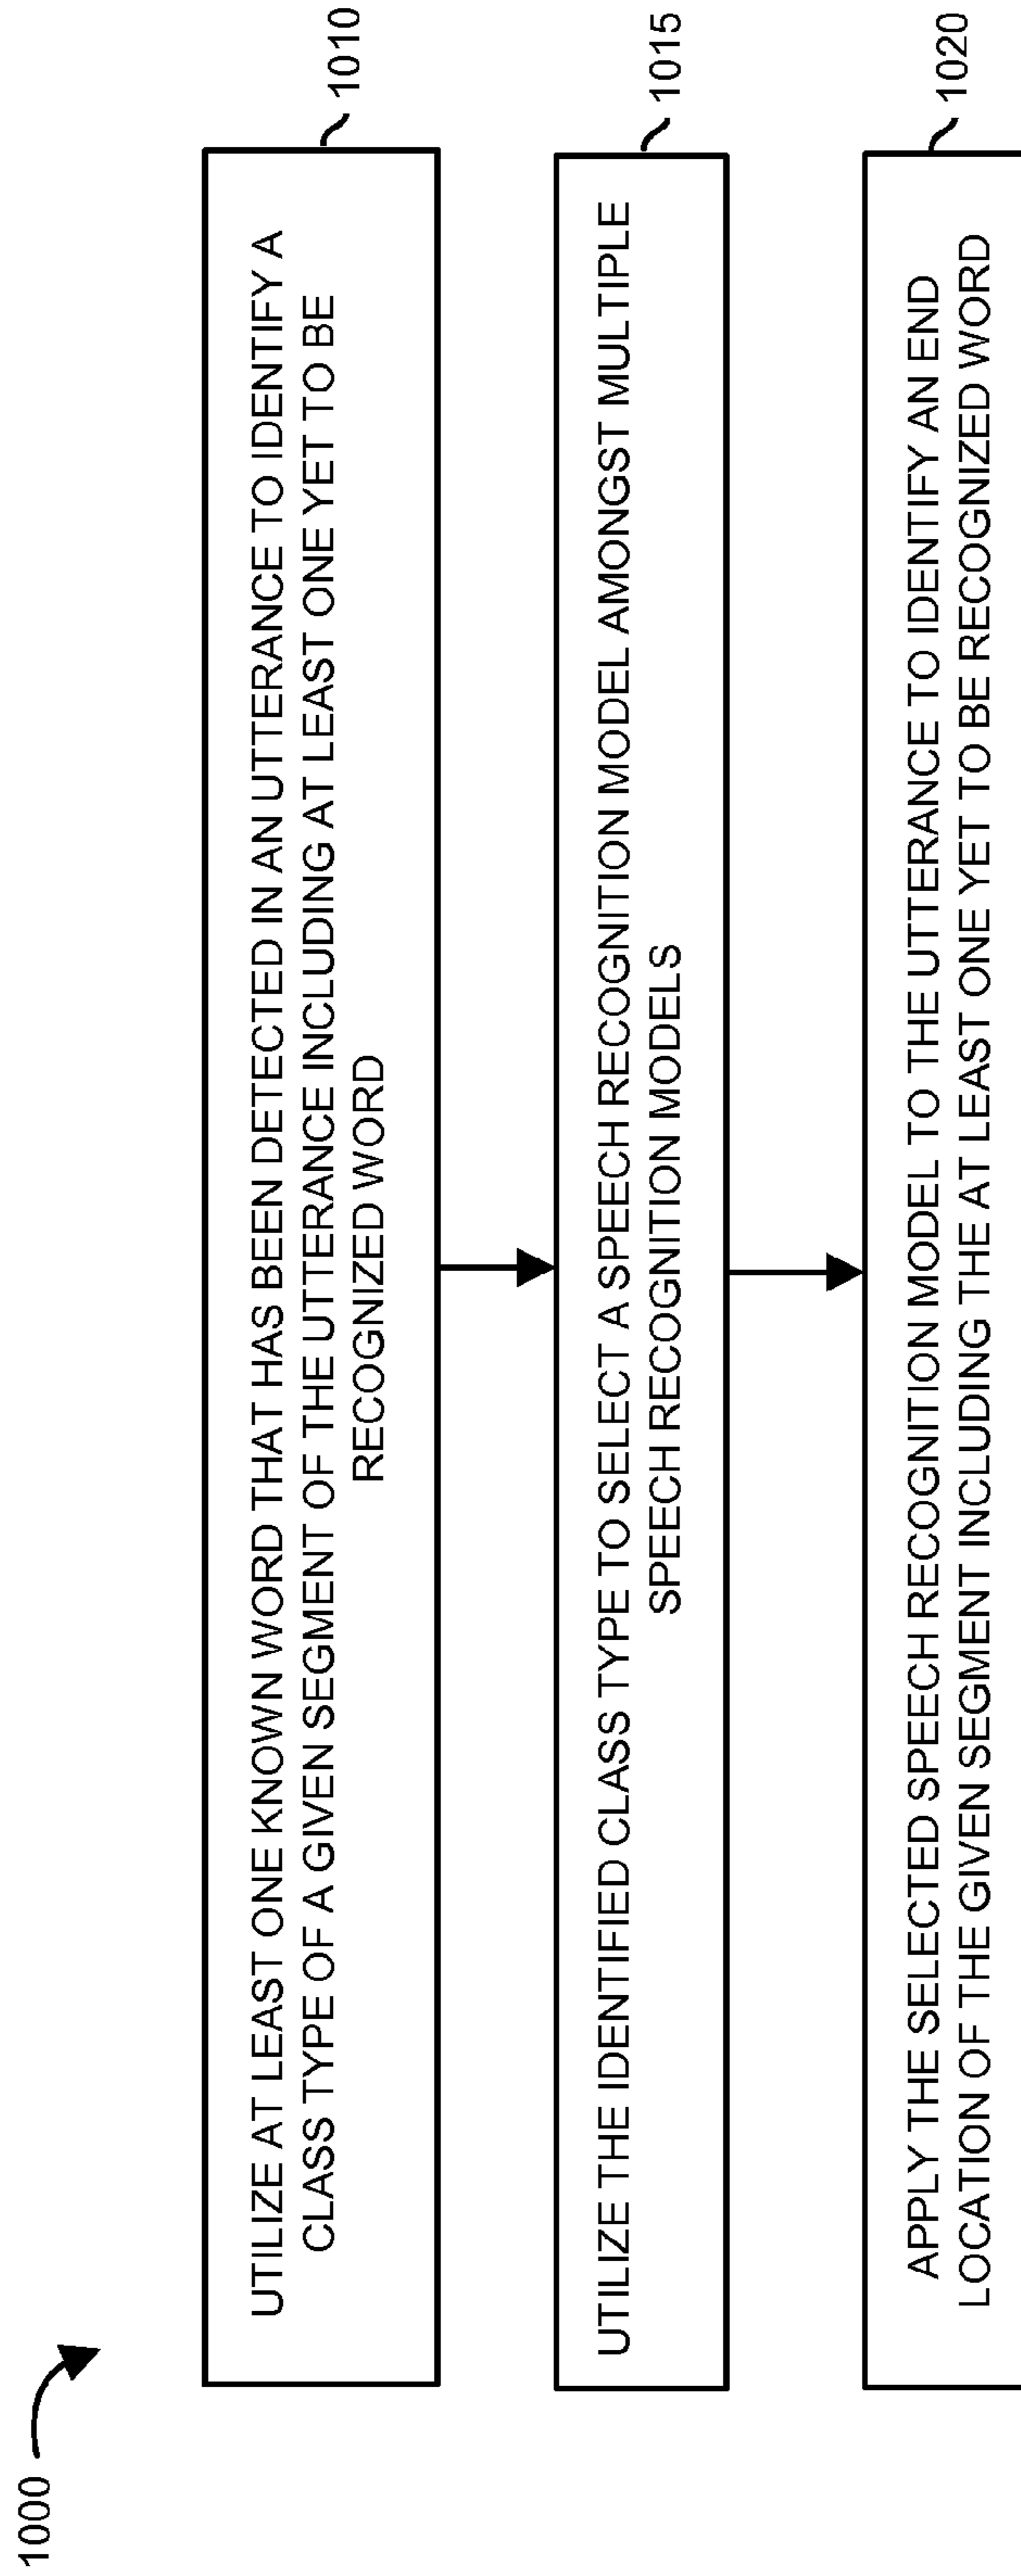 1000
UTILIZE AT LEAST ONE KNOWN WORD THAT HAS BEEN DETECTED IN AN UTTERANCE TO IDENTIFY A
CLASS TYPE OF A GIVEN SEGMENT OF THE UTTERANCE INCLUDING AT LEAST ONE YET TO BE
RECOGNIZED WORD
1010
UTILIZE THE IDENTIFIED CLASS TYPE TO SELECT A SPEECH RECOGNITION MODEL AMONGST MULTIPLE
SPEECH RECOGNITION MODELS
1015
APPLY THE SELECTED SPEECH RECOGNITION MODEL TO THE UTTERANCE TO IDENTIFY AN END
LOCATION OF THE GIVEN SEGMENT INCLUDING THE AT LEAST ONE YET TO BE RECOGNIZED WORD
1020